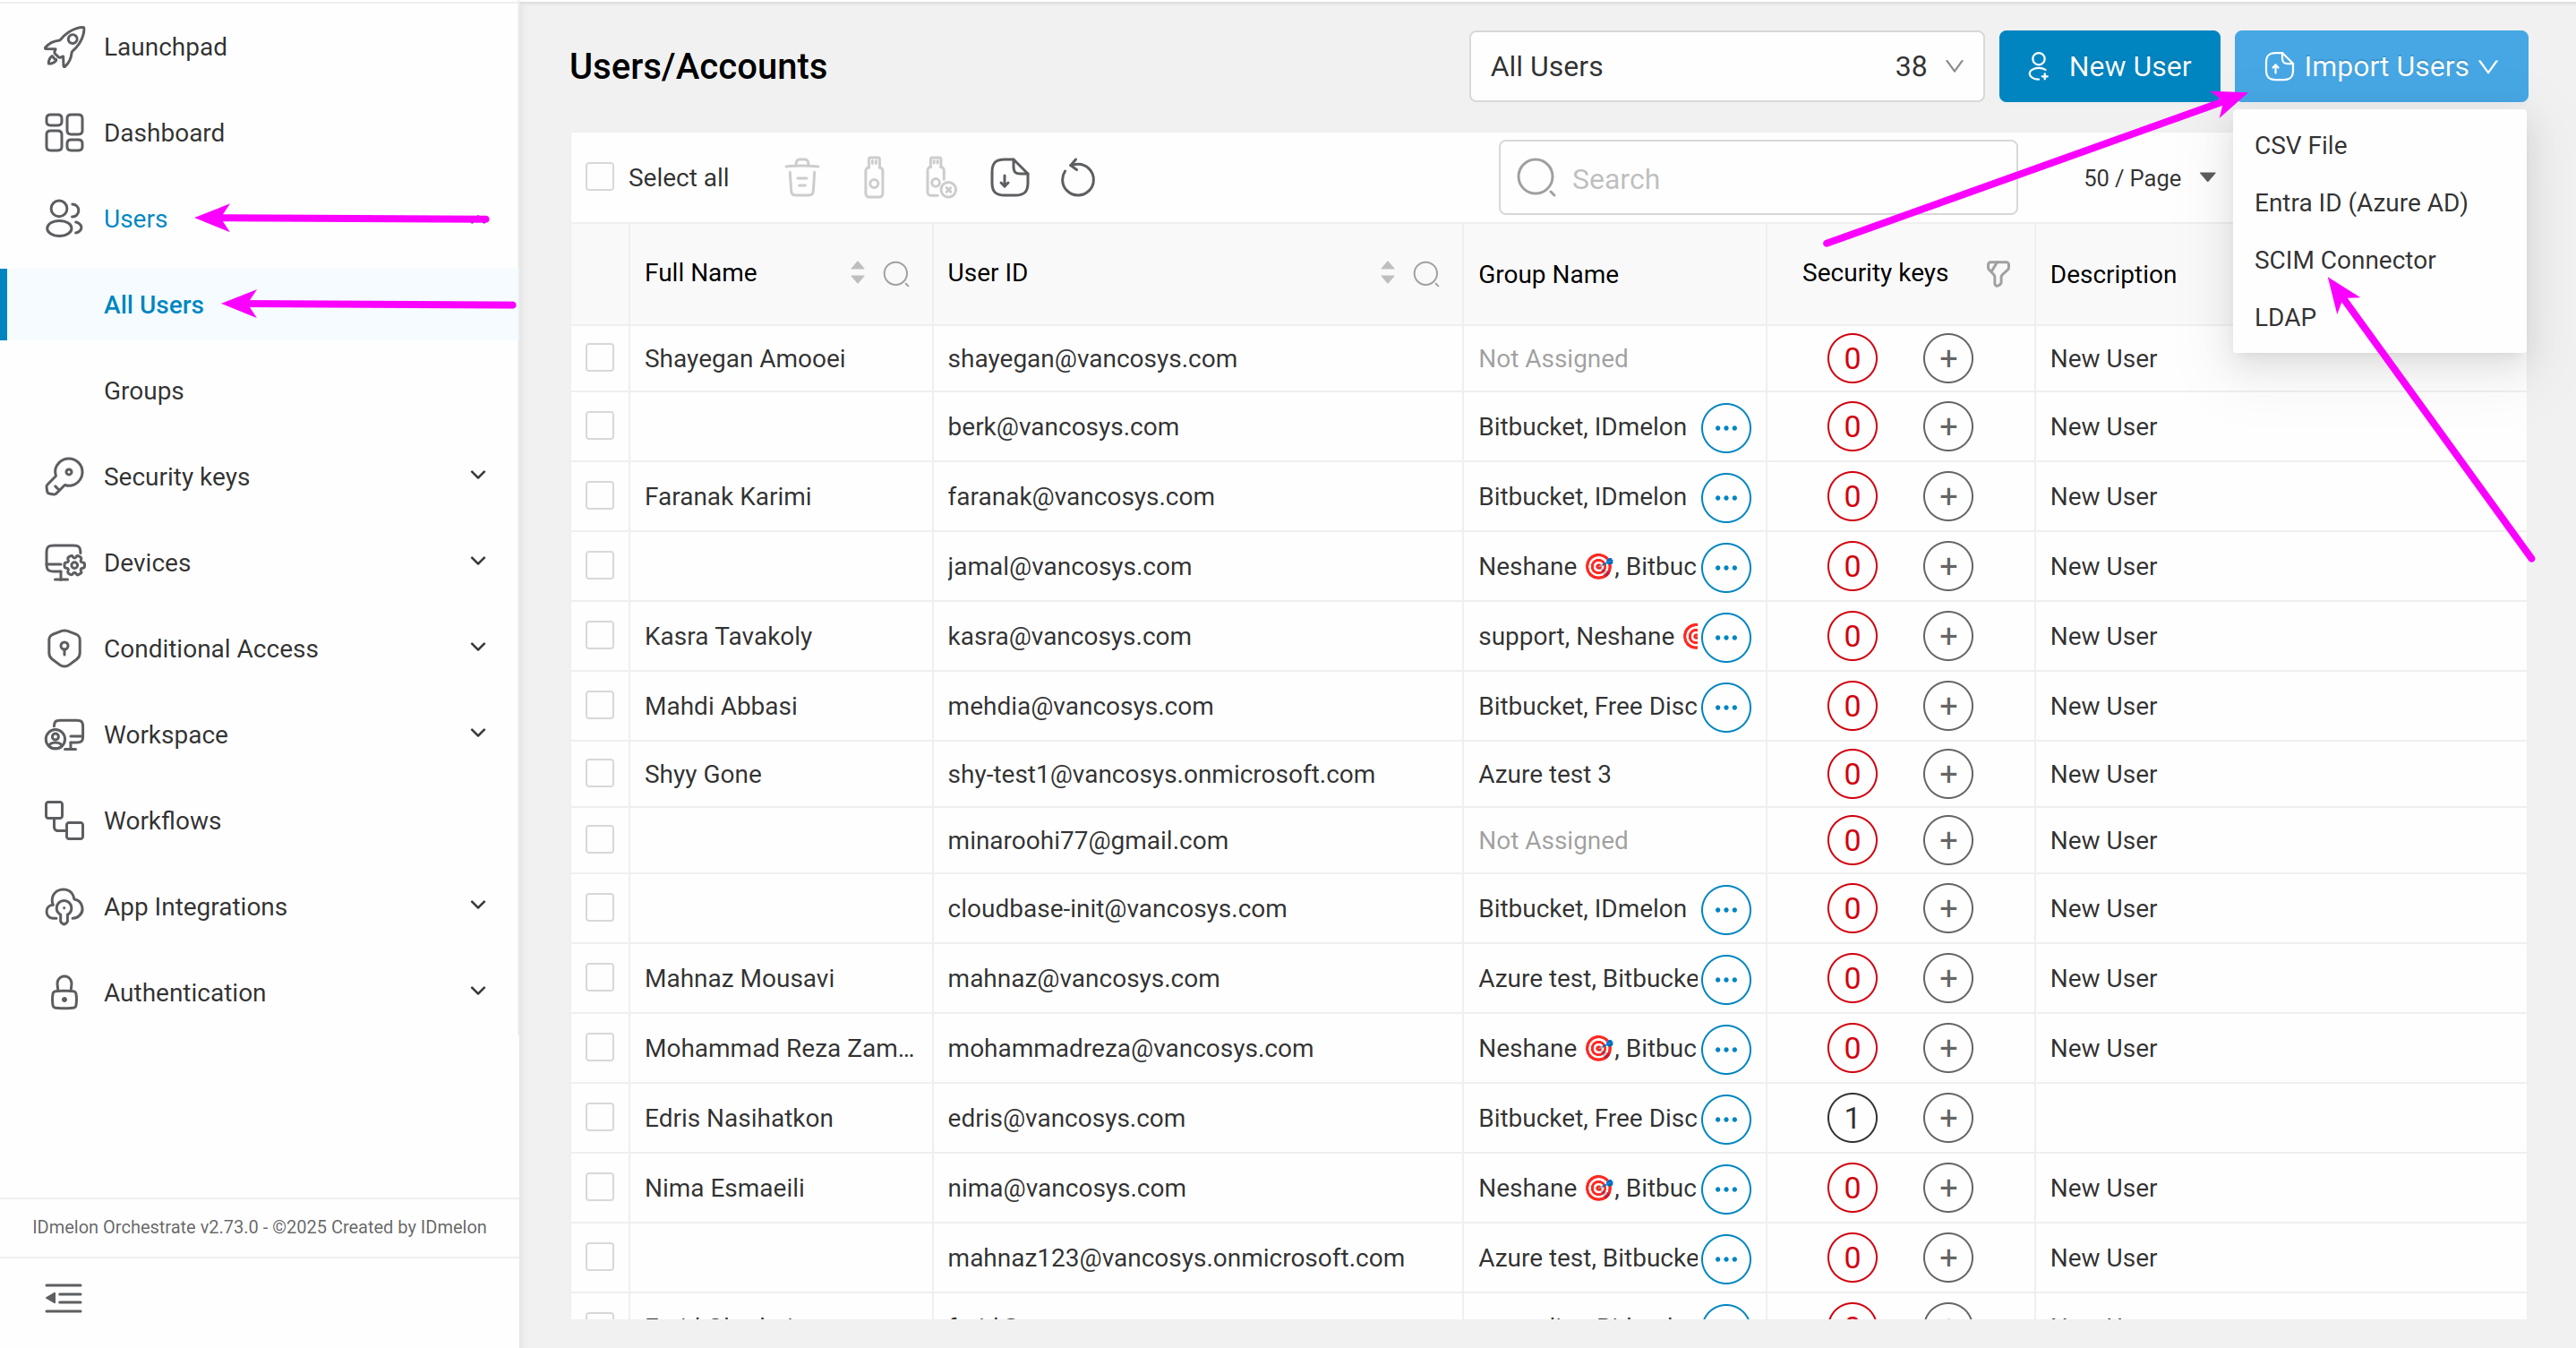 Launchpad
Dashboard
Users
All Users
Groups
Security keys
Devices
Conditional Access
Workspace
Workflows
App Integrations
Authentication
IDmelon Orchestrate v2.73.0 - ©2025 Created by IDmelon
Users/Accounts
All Users 38
New User
Import Users
CSV File
Entra ID (Azure AD)
SCIM Connector
LDAP
Select all
Search
50 / Page
Full Name User ID Group Name Security keys Description
Shayegan Amooei shayegan@vancosys.com Not Assigned 0 New User
berk@vancosys.com Bitbucket, IDmelon 0 New User
Faranak Karimi faranak@vancosys.com Bitbucket, IDmelon 0 New User
jamal@vancosys.com Neshane 🎯, Bitbuc 0 New User
Kasra Tavakoly kasra@vancosys.com support, Neshane 🎯 0 New User
Mahdi Abbasi mehdia@vancosys.com Bitbucket, Free Disc 0 New User
Shyy Gone shy-test1@vancosys.onmicrosoft.com Azure test 3 0 New User
minaroohi77@gmail.com Not Assigned 0 New User
cloudbase-init@vancosys.com Bitbucket, IDmelon 0 New User
Mahnaz Mousavi mahnaz@vancosys.com Azure test, Bitbucke 0 New User
Mohammad Reza Zam... mohammadreza@vancosys.com Neshane 🎯, Bitbuc 0 New User
Edris Nasihatkon edris@vancosys.com Bitbucket, Free Disc 1
Nima Esmaeili nima@vancosys.com Neshane 🎯, Bitbuc 0 New User
mahnaz123@vancosys.onmicrosoft.com Azure test, Bitbucke 0 New User